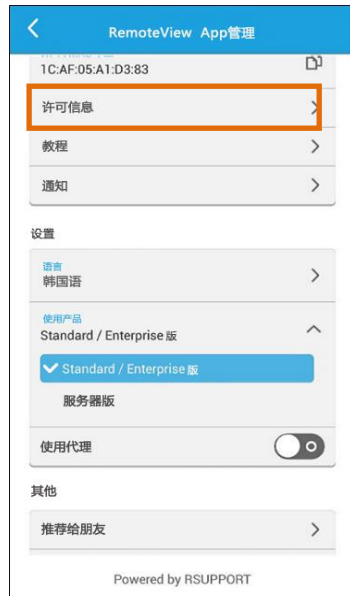 RemoteView App管理
1C:AF:05:A1:D3:83
许可信息
教程
通知
设置
语言
韩国语
使用产品
Standard / Enterprise 版
Standard / Enterprise 版
服务器版
使用代理
其他
推荐给朋友
Powered by RSUPPORT